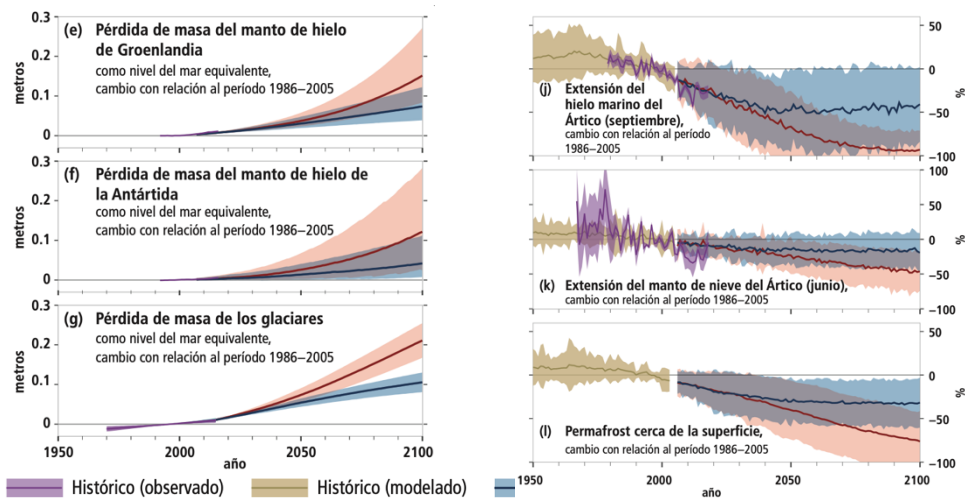 0.3
0.2
0.1
0
metros
(e) Pérdida de masa del manto de hielo
de Groenlandia
como nivel del mar equivalente,
cambio con relación al período 1986–2005
0.3
0.2
0.1
0
metros
(f) Pérdida de masa del manto de hielo de
la Antártida
como nivel del mar equivalente,
cambio con relación al período 1986–2005
0.3
0.2
0.1
0
metros
(g) Pérdida de masa de los glaciares
como nivel del mar equivalente,
cambio con relación al período 1986–2005
1950 2000 2050 2100
año
50
0
−50
−100
%
(j) Extensión del
hielo marino del
Ártico (septiembre),
cambio con relación al período
1986–2005
100
50
0
−50
−100
%
(k) Extensión del manto de nieve del Ártico (junio),
cambio con relación al período 1986–2005
50
0
−50
−100
%
(l) Permafrost cerca de la superficie,
cambio con relación al período 1986–2005
1950 2000 2050 2100
año
Histórico (observado) Histórico (modelado)